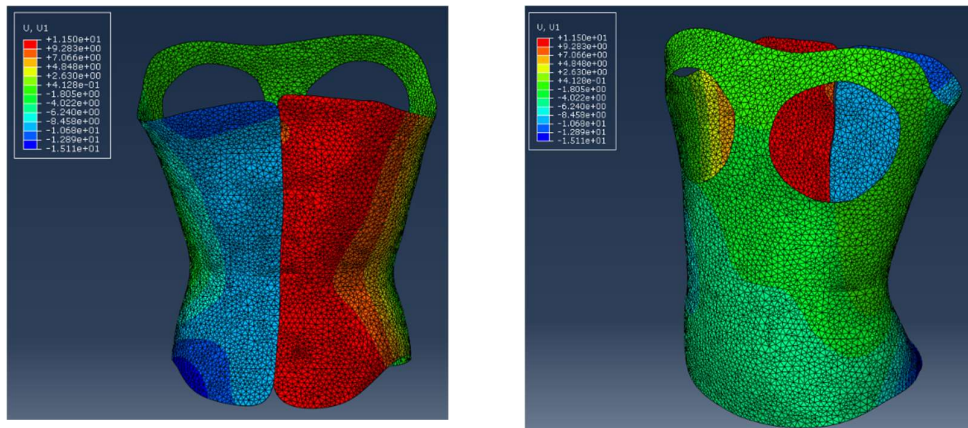 U, U1
+1.150e+01
+9.283e+00
+7.066e+00
+4.848e+00
+2.630e+00
+4.128e-01
-1.805e+00
-4.022e+00
-6.240e+00
-8.458e+00
-1.068e+01
-1.289e+01
-1.511e+01
U, U1
+1.150e+01
+9.283e+00
+7.066e+00
+4.848e+00
+2.630e+00
+4.128e-01
-1.805e+00
-4.022e+00
-6.240e+00
-8.458e+00
-1.068e+01
-1.289e+01
-1.511e+01